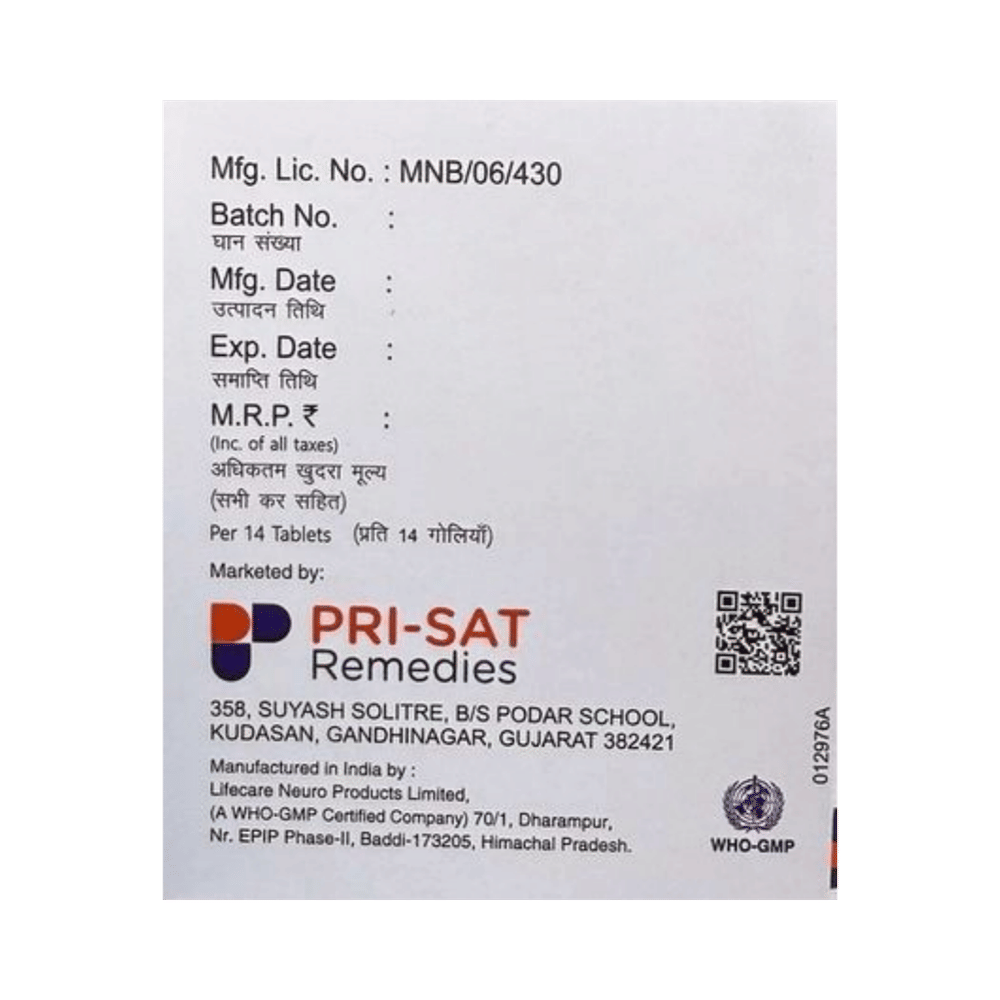 Mfg. Lic. No. : MNB/06/430
Batch No. :
घान संख्या
Mfg. Date :
उत्पादन तिथि
Exp. Date :
समाप्ति तिथि
M.R.P. ₹ :
(Inc. of all taxes)
अधिकतम खुदरा मूल्य
(सभी कर सहित)
Per 14 Tablets (प्रति 14 गोलियाँ)
Marketed by:
PRI-SAT
Remedies
358, SUYASH SOLITRE, B/S PODAR SCHOOL,
KUDASAN, GANDHINAGAR, GUJARAT 382421
Manufactured in India by :
Lifecare Neuro Products Limited,
(A WHO-GMP Certified Company) 70/1, Dharampur,
Nr. EPIP Phase-II, Baddi-173205, Himachal Pradesh.
012976A
WHO-GMP